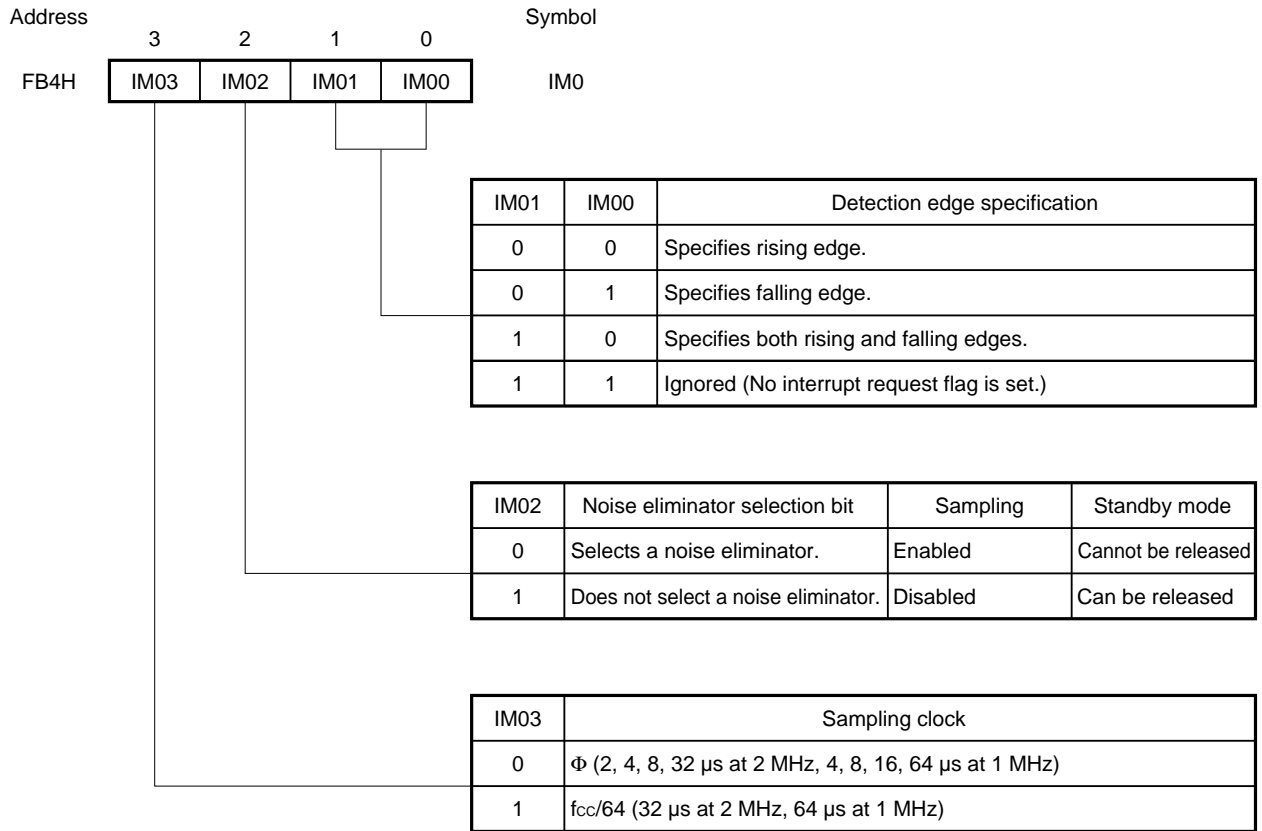 Address Symbol
3 2 1 0
FB4H IM03 IM02 IM01 IM00 IM0
IM01 IM00 Detection edge specification
0 0 Specifies rising edge.
0 1 Specifies falling edge.
1 0 Specifies both rising and falling edges.
1 1 Ignored (No interrupt request flag is set.)
IM02 Noise eliminator selection bit Sampling Standby mode
0 Selects a noise eliminator. Enabled Cannot be released
1 Does not select a noise eliminator. Disabled Can be released
IM03 Sampling clock
0 Φ (2, 4, 8, 32 µs at 2 MHz, 4, 8, 16, 64 µs at 1 MHz)
1 fcc/64 (32 µs at 2 MHz, 64 µs at 1 MHz)